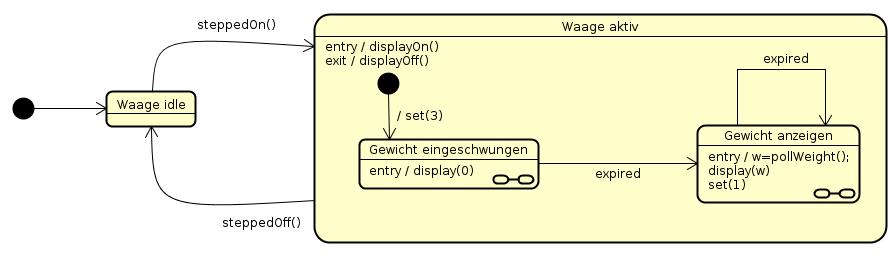 steppedOn()
Waage aktiv
entry / displayOn()
exit / displayOff()
expired
Waage idle
/ set(3)
Gewicht eingeschwungen
entry / display(0)
Gewicht anzeigen
entry / w=pollWeight();
display(w)
set(1)
expired
steppedOff()